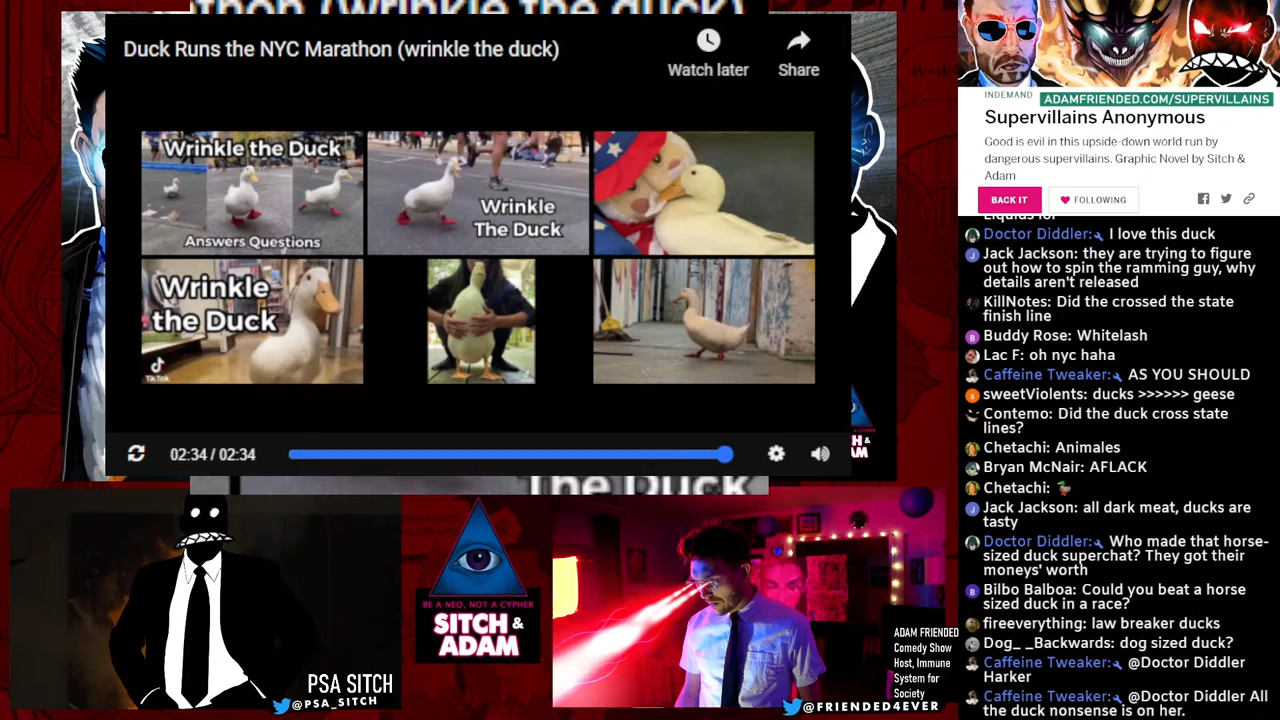 thon (wrinkle the duck)
Duck Runs the NYC Marathon (wrinkle the duck)
Watch later
Share
Wrinkle the Duck
Answers Questions
Wrinkle
The Duck
Wrinkle
the Duck
TikTok
02:34 / 02:34
The Duck
BE A NEO, NOT A CYPHER
SITCH &
ADAM
PSA SITCH
@PSA_SITCH
ADAM FRIENDED
Comedy Show
Host, Immune
System for
Society
@FRIENDED4EVER
INDEMAND
ADAMFRIENDED.COM/SUPERVILLAINS
Supervillains Anonymous
Good is evil in this upside-down world run by
dangerous supervillains. Graphic Novel by Sitch &
Adam
BACK IT
FOLLOWING
Liquids for
Doctor Diddler: I love this duck
Jack Jackson: they are trying to figure
out how to spin the ramming guy, why
details aren't released
KillNotes: Did the crossed the state
finish line
Buddy Rose: Whitelash
Lac F: oh nyc haha
Caffeine Tweaker: AS YOU SHOULD
sweetViolents: ducks >>>>>> geese
Contemo: Did the duck cross state
lines?
Chetachi: Animales
Bryan McNair: AFLACK
Chetachi: 🦆
Jack Jackson: all dark meat, ducks are
tasty
Doctor Diddler: Who made that horse-
sized duck superchat? They got their
moneys' worth
Bilbo Balboa: Could you beat a horse
sized duck in a race?
fireeverything: law breaker ducks
Dog_ _Backwards: dog sized duck?
Caffeine Tweaker: @Doctor Diddler
Harker
Caffeine Tweaker: @Doctor Diddler All
the duck nonsense is on her.